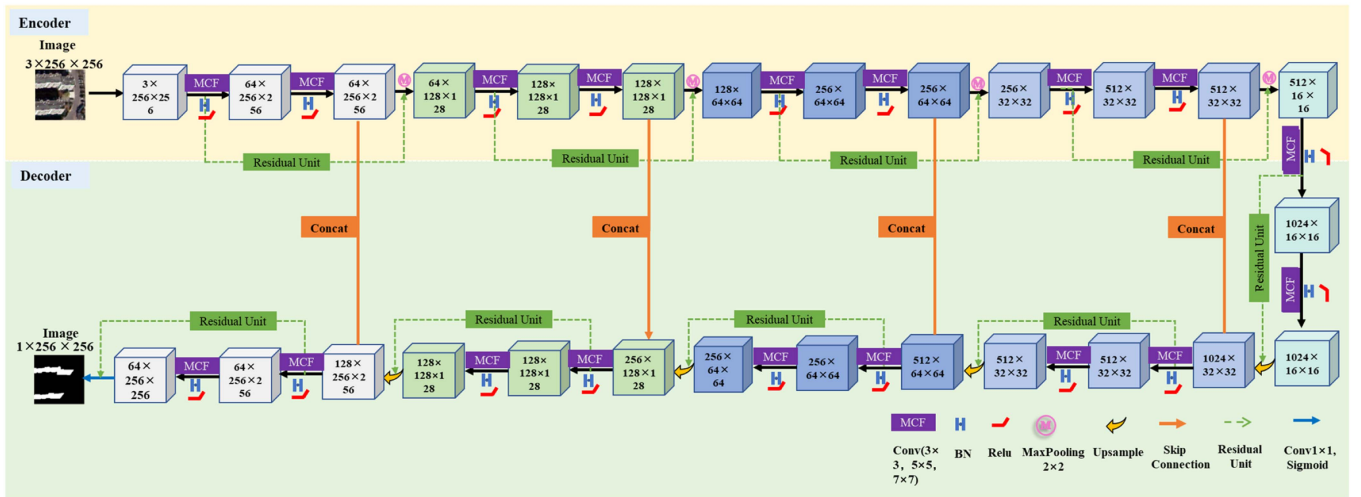 Encoder
Image
3×256×256
3×
256×25
6
MCF
64×
256×2
56
MCF
64×
256×2
56
M
64×
128×1
28
MCF
128×
128×1
28
MCF
128×
128×1
28
M
128×
64×64
MCF
256×
64×64
MCF
256×
64×64
M
256×
32×32
MCF
512×
32×32
MCF
512×
32×32
M
512×
16×
16
Residual Unit
Residual Unit
Residual Unit
Residual Unit
MCF
Decoder
1024×
16×16
Residual Unit
MCF
Concat
Concat
Concat
Concat
Residual Unit
Residual Unit
Residual Unit
Residual Unit
Image
1×256×256
64×
256×
256
MCF
64×
256×2
56
MCF
128×
256×2
56
128×
128×1
28
MCF
128×
128×1
28
MCF
256×
128×1
28
256×
64×
64
MCF
256×
64×64
MCF
512×
64×64
512×
32×32
MCF
512×
32×32
MCF
1024×
32×32
1024×
16×16
MCF
M
Conv(3×
3, 5×5,
7×7)
BN
Relu
MaxPooling
2×2
Upsample
Skip
Connection
Residual
Unit
Conv1×1,
Sigmoid